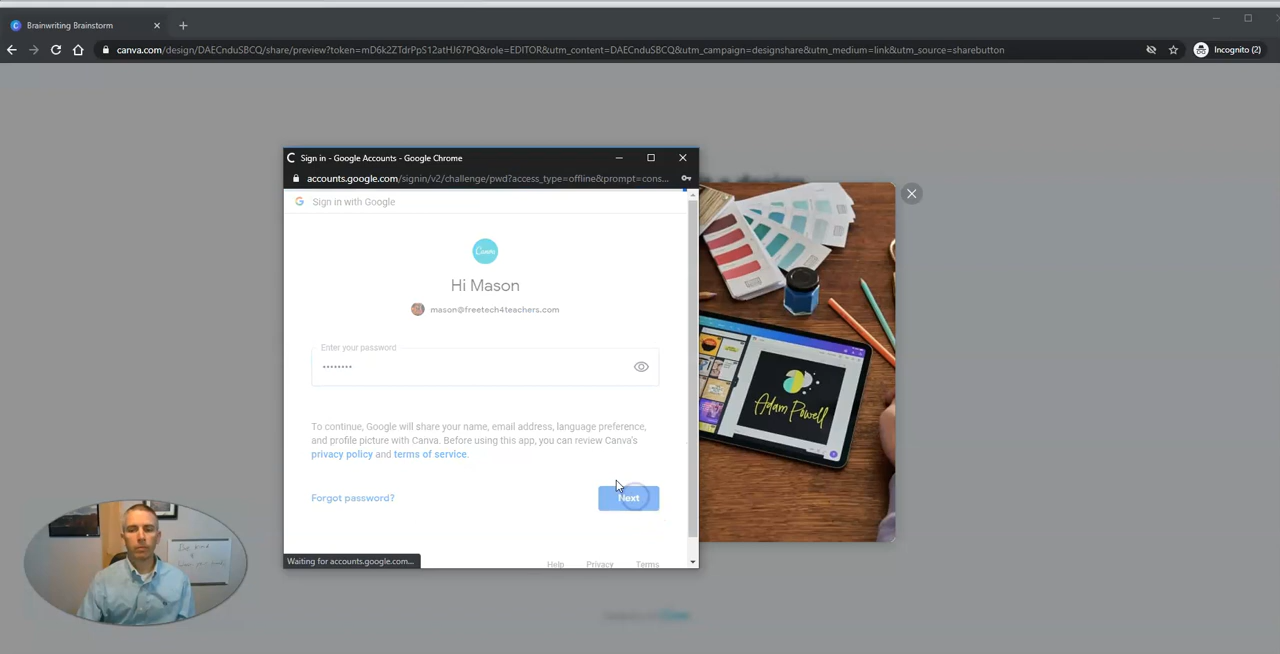 Brainwriting Brainstorm
canva.com/design/DAECnduSBCQ/share/preview?token=mD6k2ZTdrPpS12atHJ67PQ&role=EDITOR&utm_content=DAECnduSBCQ&utm_campaign=designshare&utm_medium=link&utm_source=sharebutton
Incognito (2)
Sign in - Google Accounts - Google Chrome
accounts.google.com/signin/v2/challenge/pwd?access_type=offline&prompt=cons...
Sign in with Google
Canva
Hi Mason
mason@freetech4teachers.com
Enter your password
••••••••
To continue, Google will share your name, email address, language preference,
and profile picture with Canva. Before using this app, you can review Canva's
privacy policy and terms of service.
Forgot password?
Next
Waiting for accounts.google.com...
Help Privacy Terms
Adam Powell